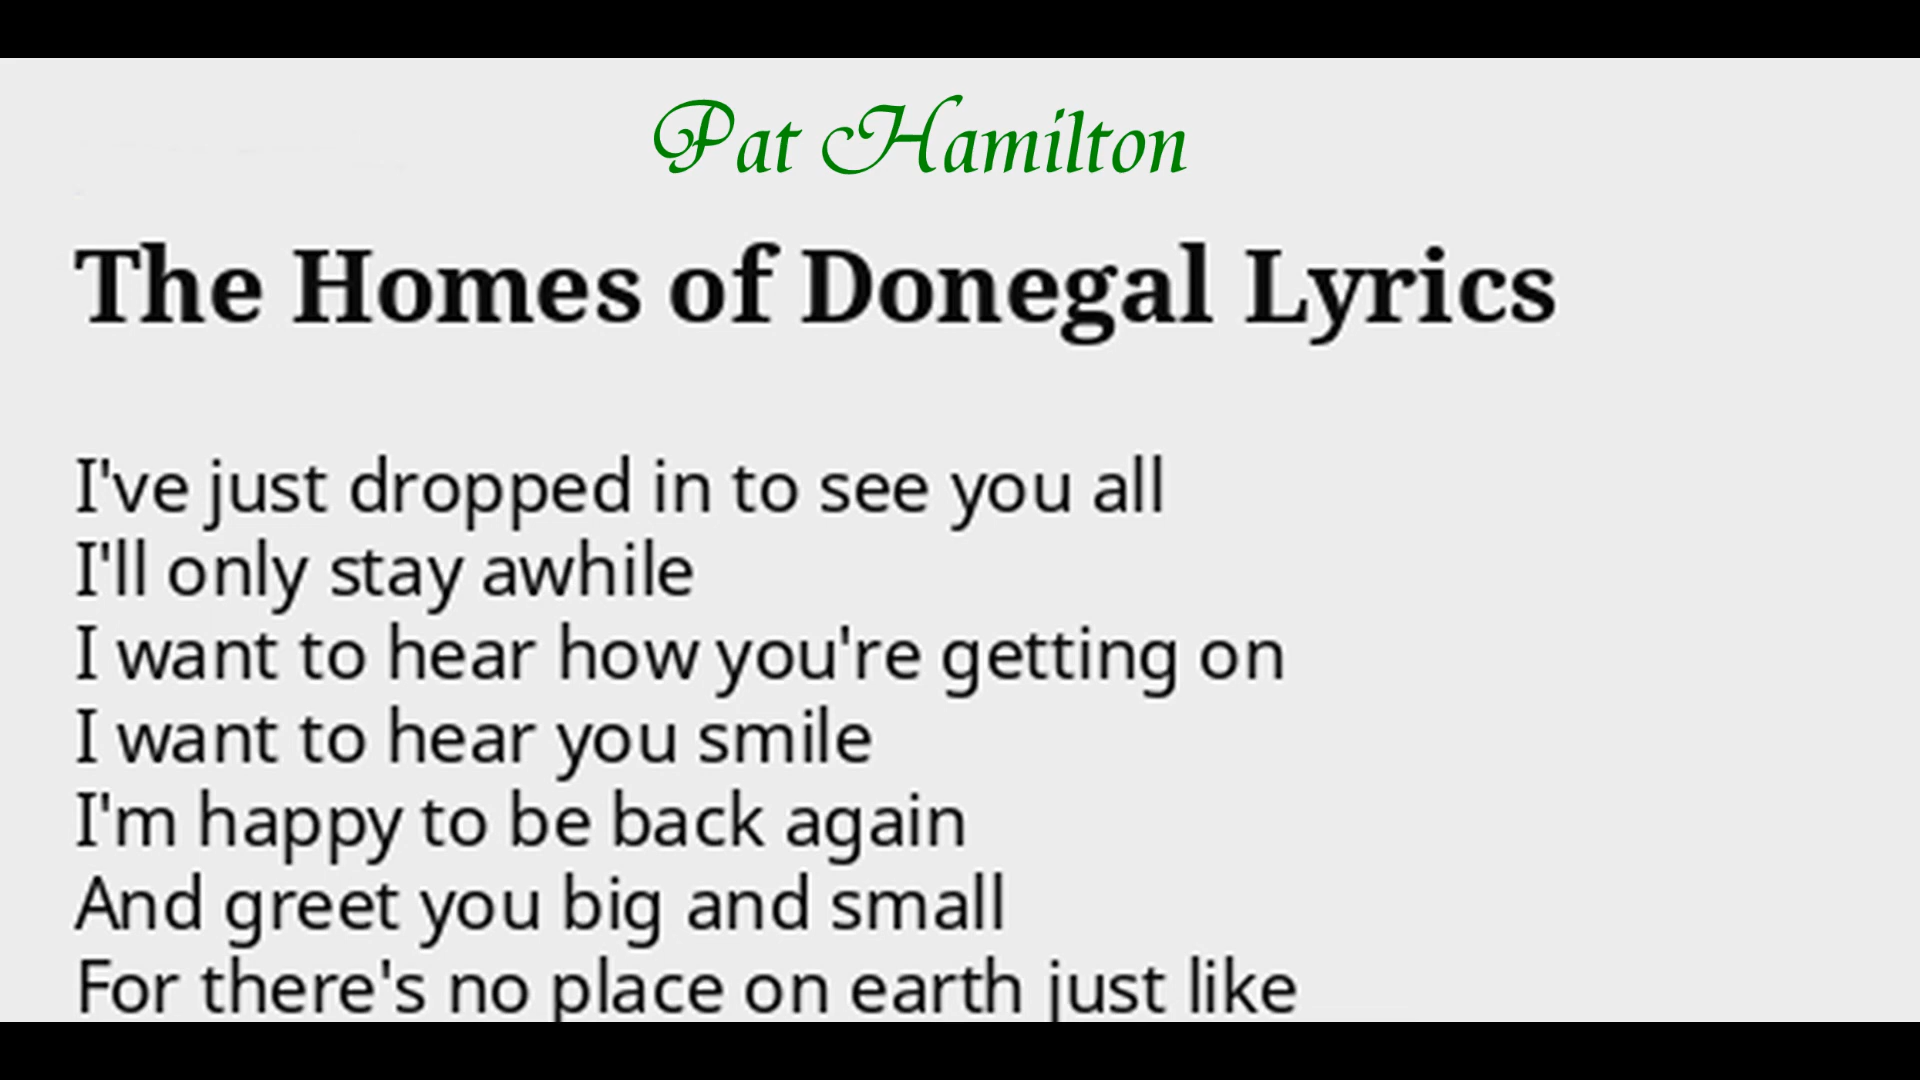 Pat Hamilton
The Homes of Donegal Lyrics
I've just dropped in to see you all
I'll only stay awhile
I want to hear how you're getting on
I want to hear you smile
I'm happy to be back again
And greet you big and small
For there's no place on earth just like